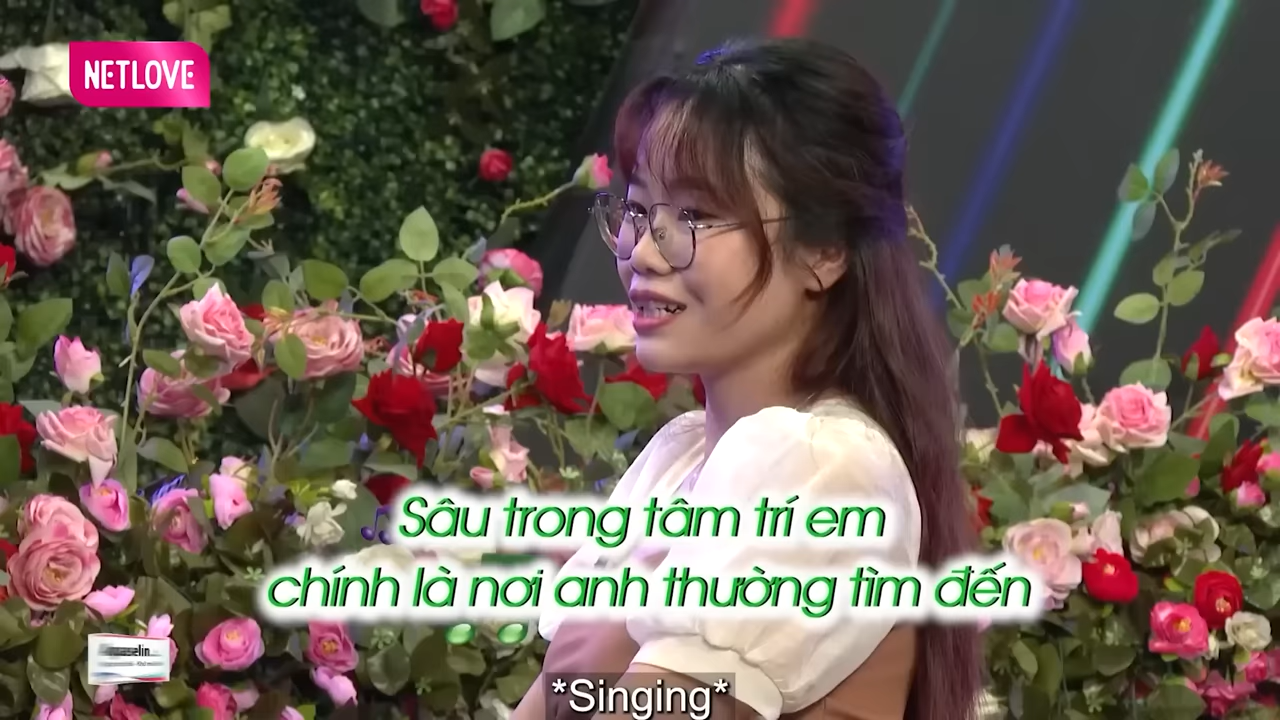 NETLOVE
Sâu trong tâm trí em
chính là nơi anh thường tìm đến
*Singing*